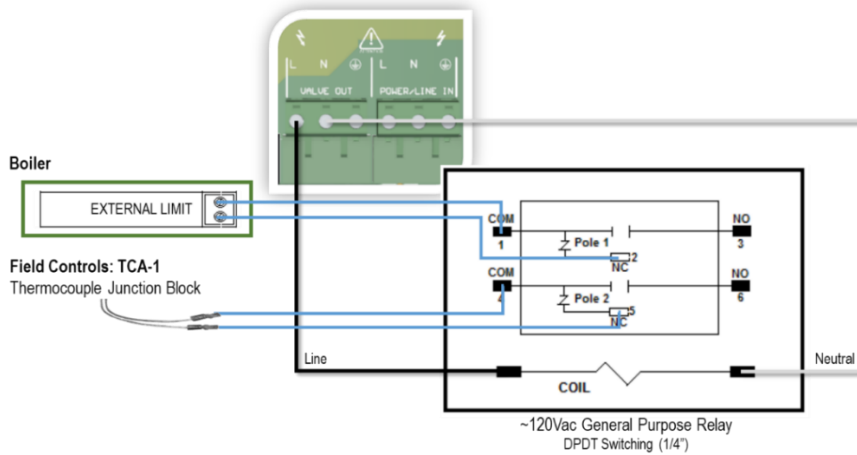 L N L N
VALVE OUT POWER/LINE IN
Boiler
EXTERNAL LIMIT
Field Controls: TCA-1
Thermocouple Junction Block
COM
1
Pole 1
2
NC
NO
3
COM
4
Pole 2
5
NC
NO
6
Line
Neutral
COIL
~120Vac General Purpose Relay
DPDT Switching (1/4”)